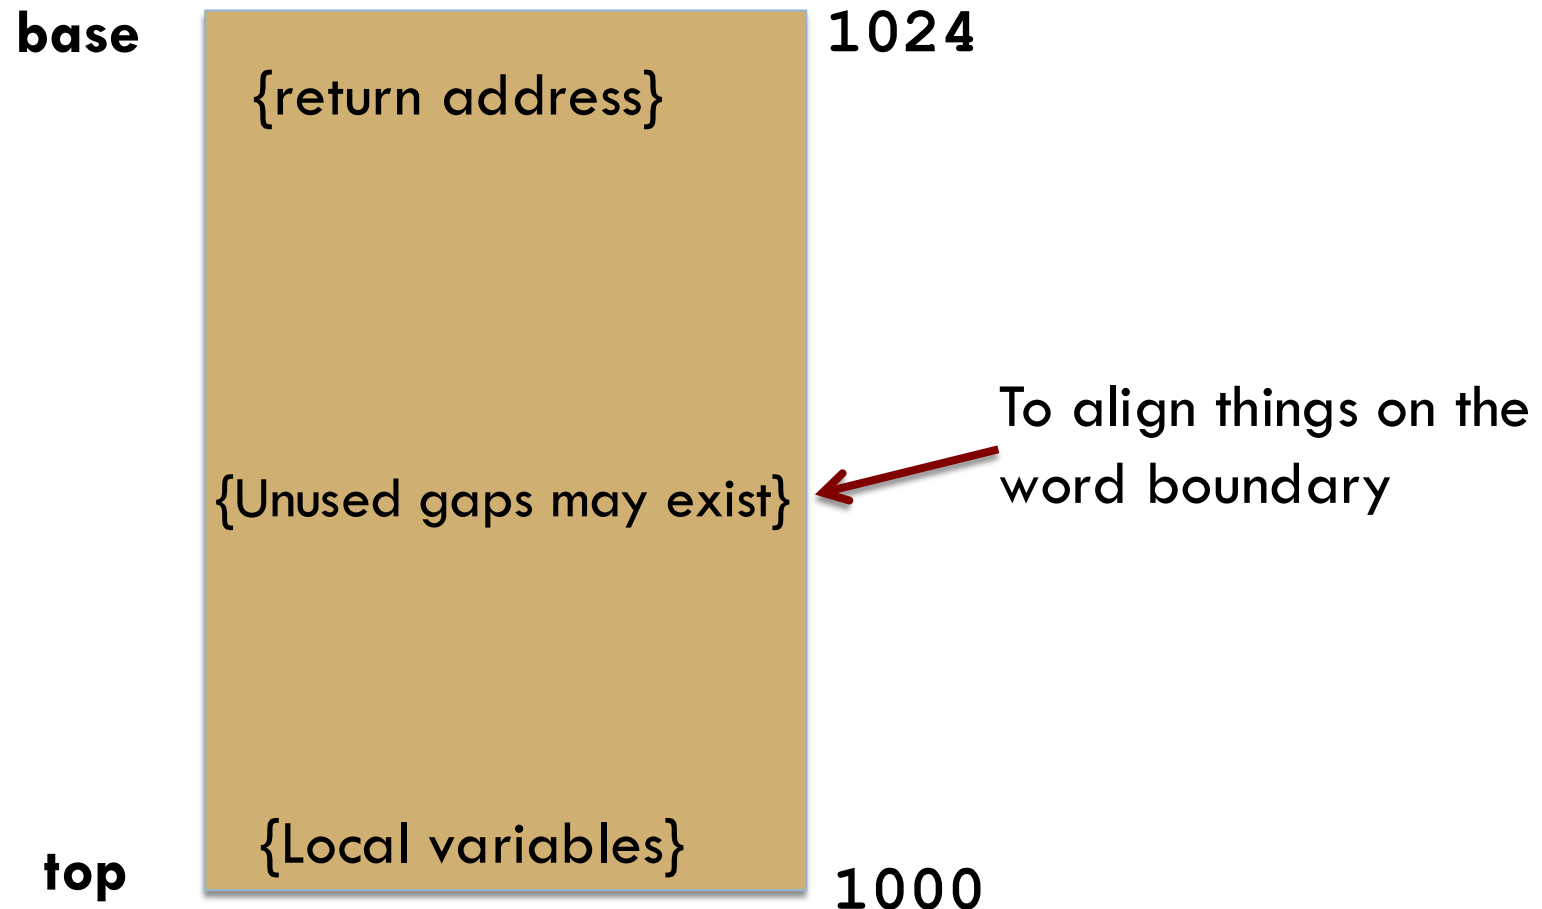 base
1024
{return address}
To align things on the
word boundary
{Unused gaps may exist}
{Local variables}
top
1000